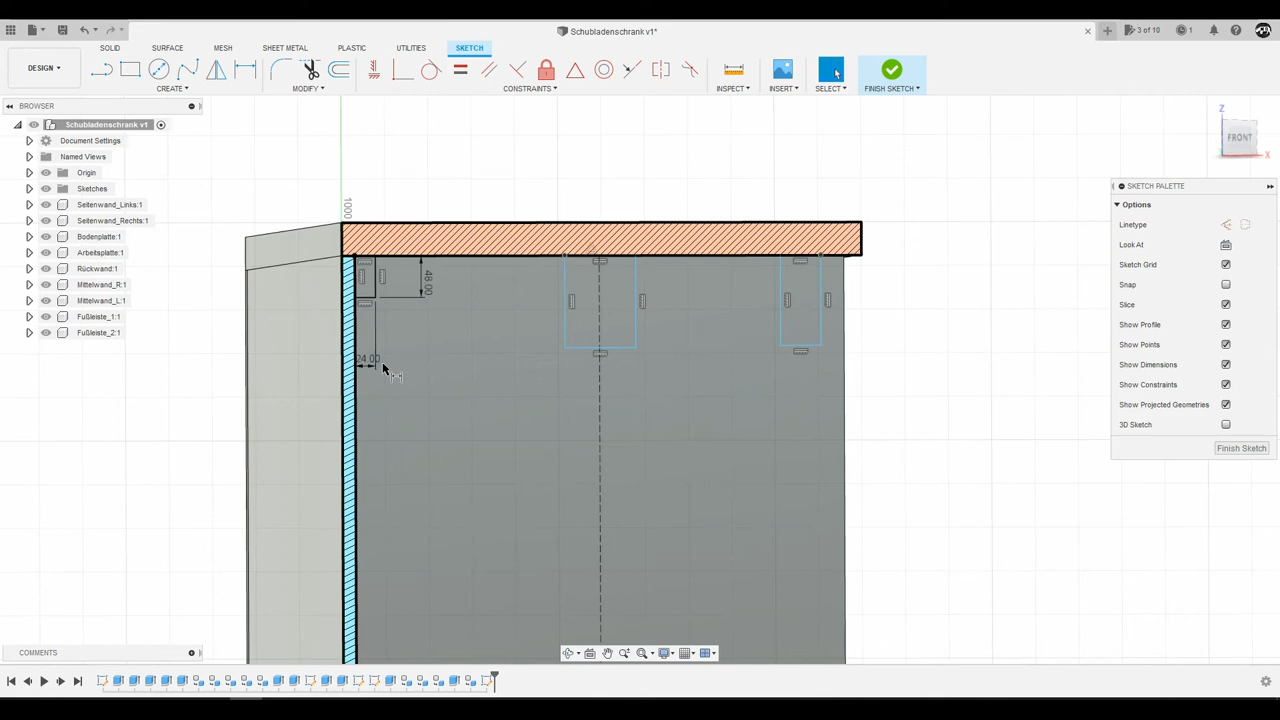 Schubladenschrank v1*
3 of 10
1
DESIGN
SOLID
SURFACE
MESH
SHEET METAL
PLASTIC
UTILITIES
SKETCH
CREATE
MODIFY
CONSTRAINTS
INSPECT
INSERT
SELECT
FINISH SKETCH
BROWSER
Schubladenschrank v1
Document Settings
Named Views
Origin
Sketches
Seitenwand_Links:1
Seitenwand_Rechts:1
Bodenplatte:1
Arbeitsplatte:1
Rückwand:1
Mittelwand_R:1
Mittelwand_L:1
Fußleiste_1:1
Fußleiste_2:1
1000
48.00
24.00
Z
FRONT
X
SKETCH PALETTE
Options
Linetype
Look At
Sketch Grid
Snap
Slice
Show Profile
Show Points
Show Dimensions
Show Constraints
Show Projected Geometries
3D Sketch
Finish Sketch
COMMENTS